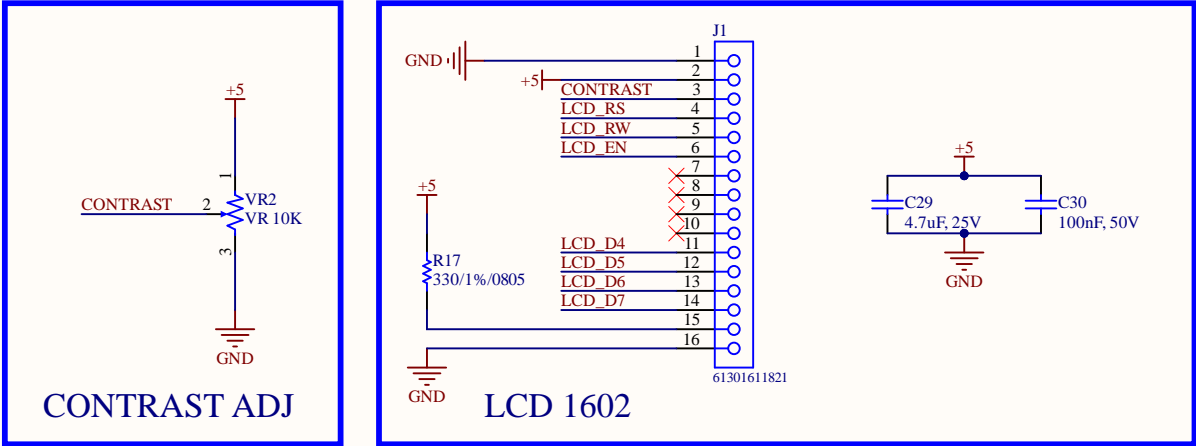 +5
1
CONTRAST
2
VR2
VR 10K
3
GND
CONTRAST ADJ
J1
GND
1
+5
2
CONTRAST
3
LCD_RS
4
LCD_RW
5
LCD_EN
6
7
8
9
10
LCD_D4
11
LCD_D5
12
LCD_D6
13
LCD_D7
14
15
16
61301611821
+5
R17
330/1%/0805
GND
LCD 1602
+5
C29
4.7uF, 25V
C30
100nF, 50V
GND